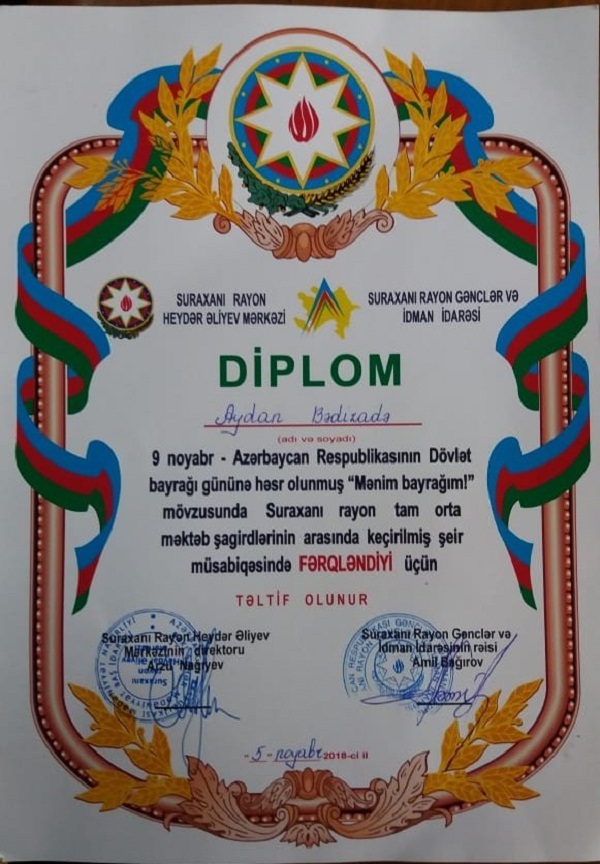 SURAXANI RAYON
HEYDƏR ƏLİYEV MƏRKƏZİ
SURAXANI RAYON GƏNCLƏR VƏ
İDMAN İDARƏSİ
DİPLOM
Aydan Bədizadə
(adı və soyadı)
9 noyabr - Azərbaycan Respublikasının Dövlət
bayrağı gününə həsr olunmuş “Mənim bayrağım!”
mövzusunda Suraxanı rayon tam orta
məktəb şagirdlərinin arasında keçirilmiş şeir
müsabiqəsində FƏRQLƏNDİYİ üçün
TƏLTİF OLUNUR
Suraxanı Rayon Heydər Əliyev
Mərkəzinin direktoru
Arzu Nağıyev
Suraxanı Rayon Gənclər və
İdman İdarəsinin rəisi
Amil Bağırov
- 5 - noyabr 2018-ci il